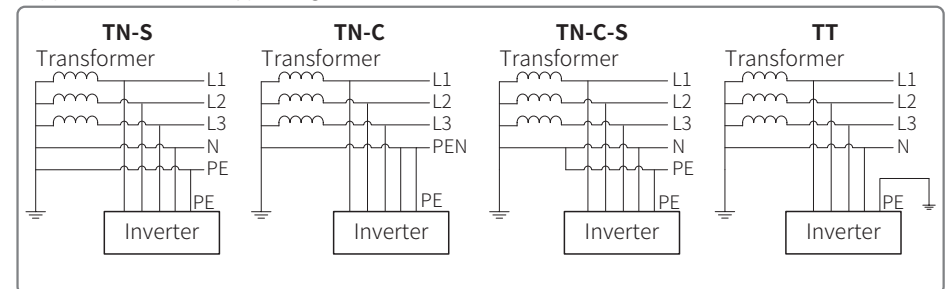 TN-S
Transformer
L1
L2
L3
N
PE
PE
Inverter
TN-C
Transformer
L1
L2
L3
PEN
PE
Inverter
TN-C-S
Transformer
L1
L2
L3
N
PE
PE
Inverter
TT
Transformer
L1
L2
L3
N
PE
Inverter